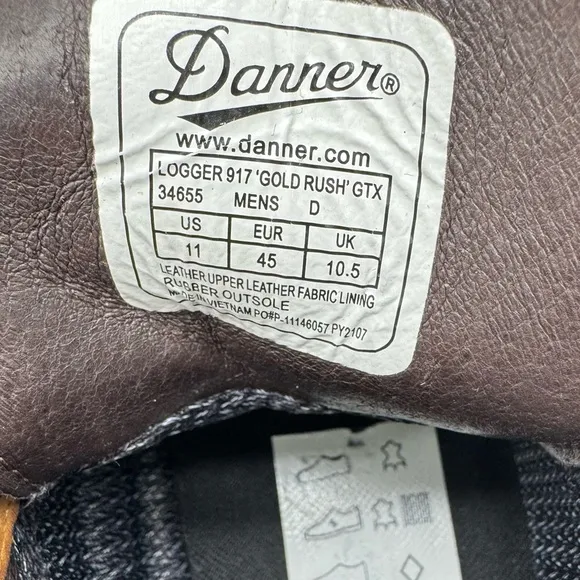 Danner®
www.danner.com
LOGGER 917 'GOLD RUSH' GTX
34655 MENS D
US EUR UK
11 45 10.5
LEATHER UPPER LEATHER FABRIC LINING
RUBBER OUTSOLE
MADE IN VIETNAM PO#P-11146057 PY2107